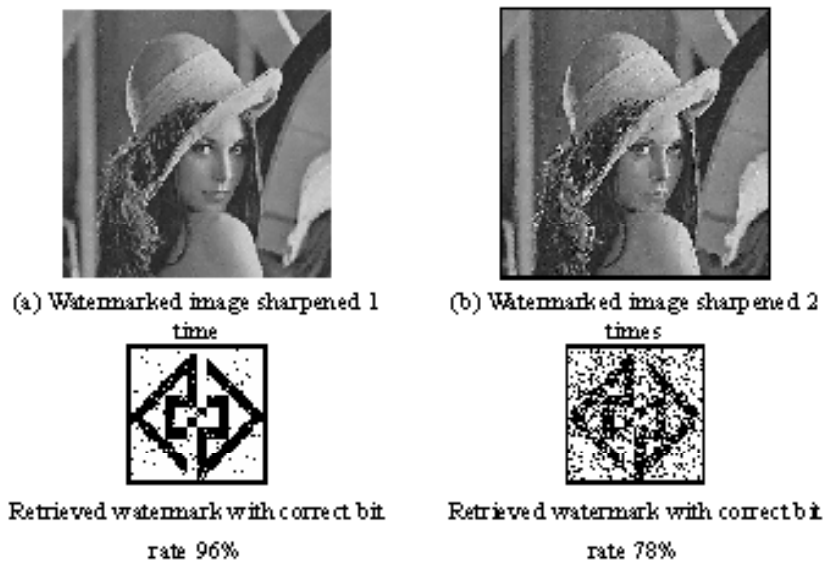 (a) Watermarked image sharpened 1
time
(b) Watermarked image sharpened 2
times
Retrieved watermark with correct bit
rate 96%
Retrieved watermark with correct bit
rate 78%